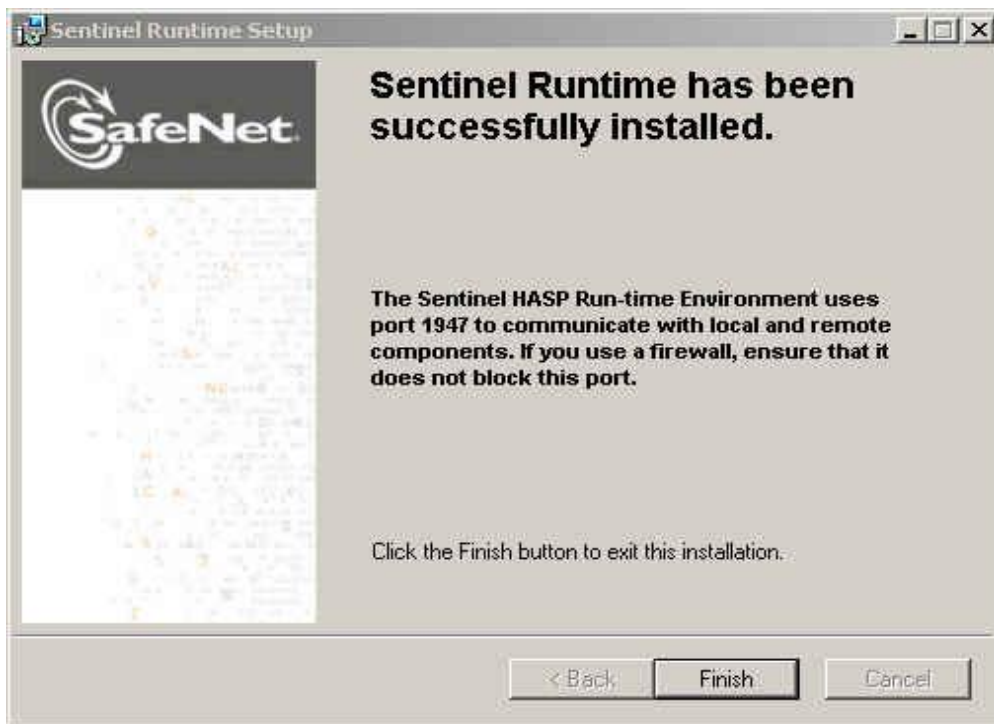 Sentinel Runtime Setup
SafeNet.
Sentinel Runtime has been
successfully installed.
The Sentinel HASP Run-time Environment uses
port 1947 to communicate with local and remote
components. If you use a firewall, ensure that it
does not block this port.
Click the Finish button to exit this installation.
< Back
Finish
Cancel